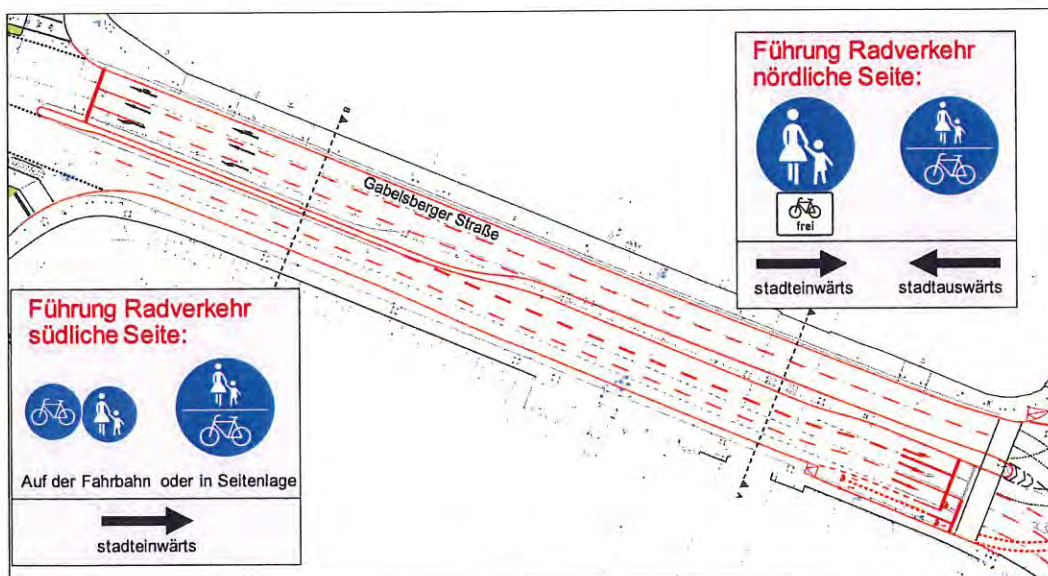 Führung Radverkehr
nördliche Seite:
frei
stadteinwärts
stadtauswärts
B
Gabelsberger Straße
Führung Radverkehr
südliche Seite:
Auf der Fahrbahn oder in Seitenlage
stadteinwärts
A